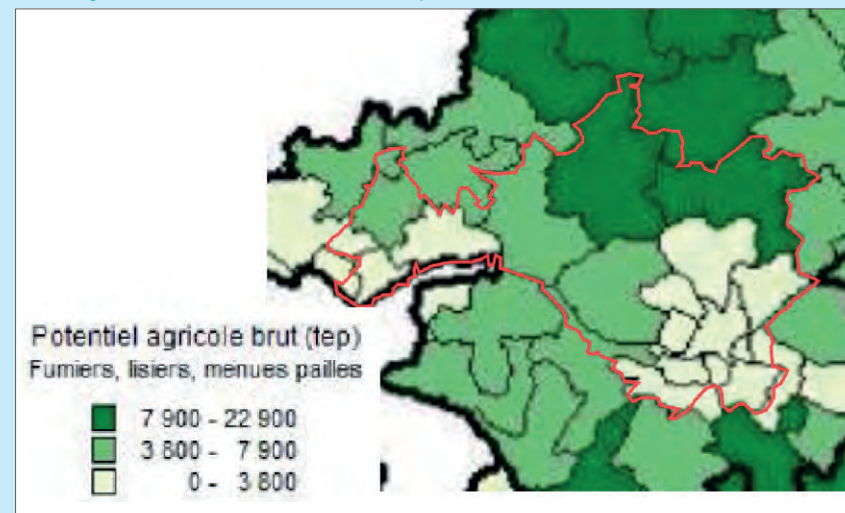 Potentiel agricole brut (tep)
Fumiers, lisiers, menues pailles
7 900 - 22 900
3 800 - 7 900
0 - 3 800